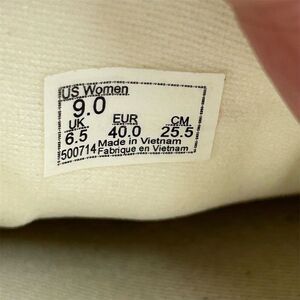 US Women
9.0
UK EUR CM
6.5 40.0 25.5
Made in Vietnam
500714 Fabrique en Vietnam